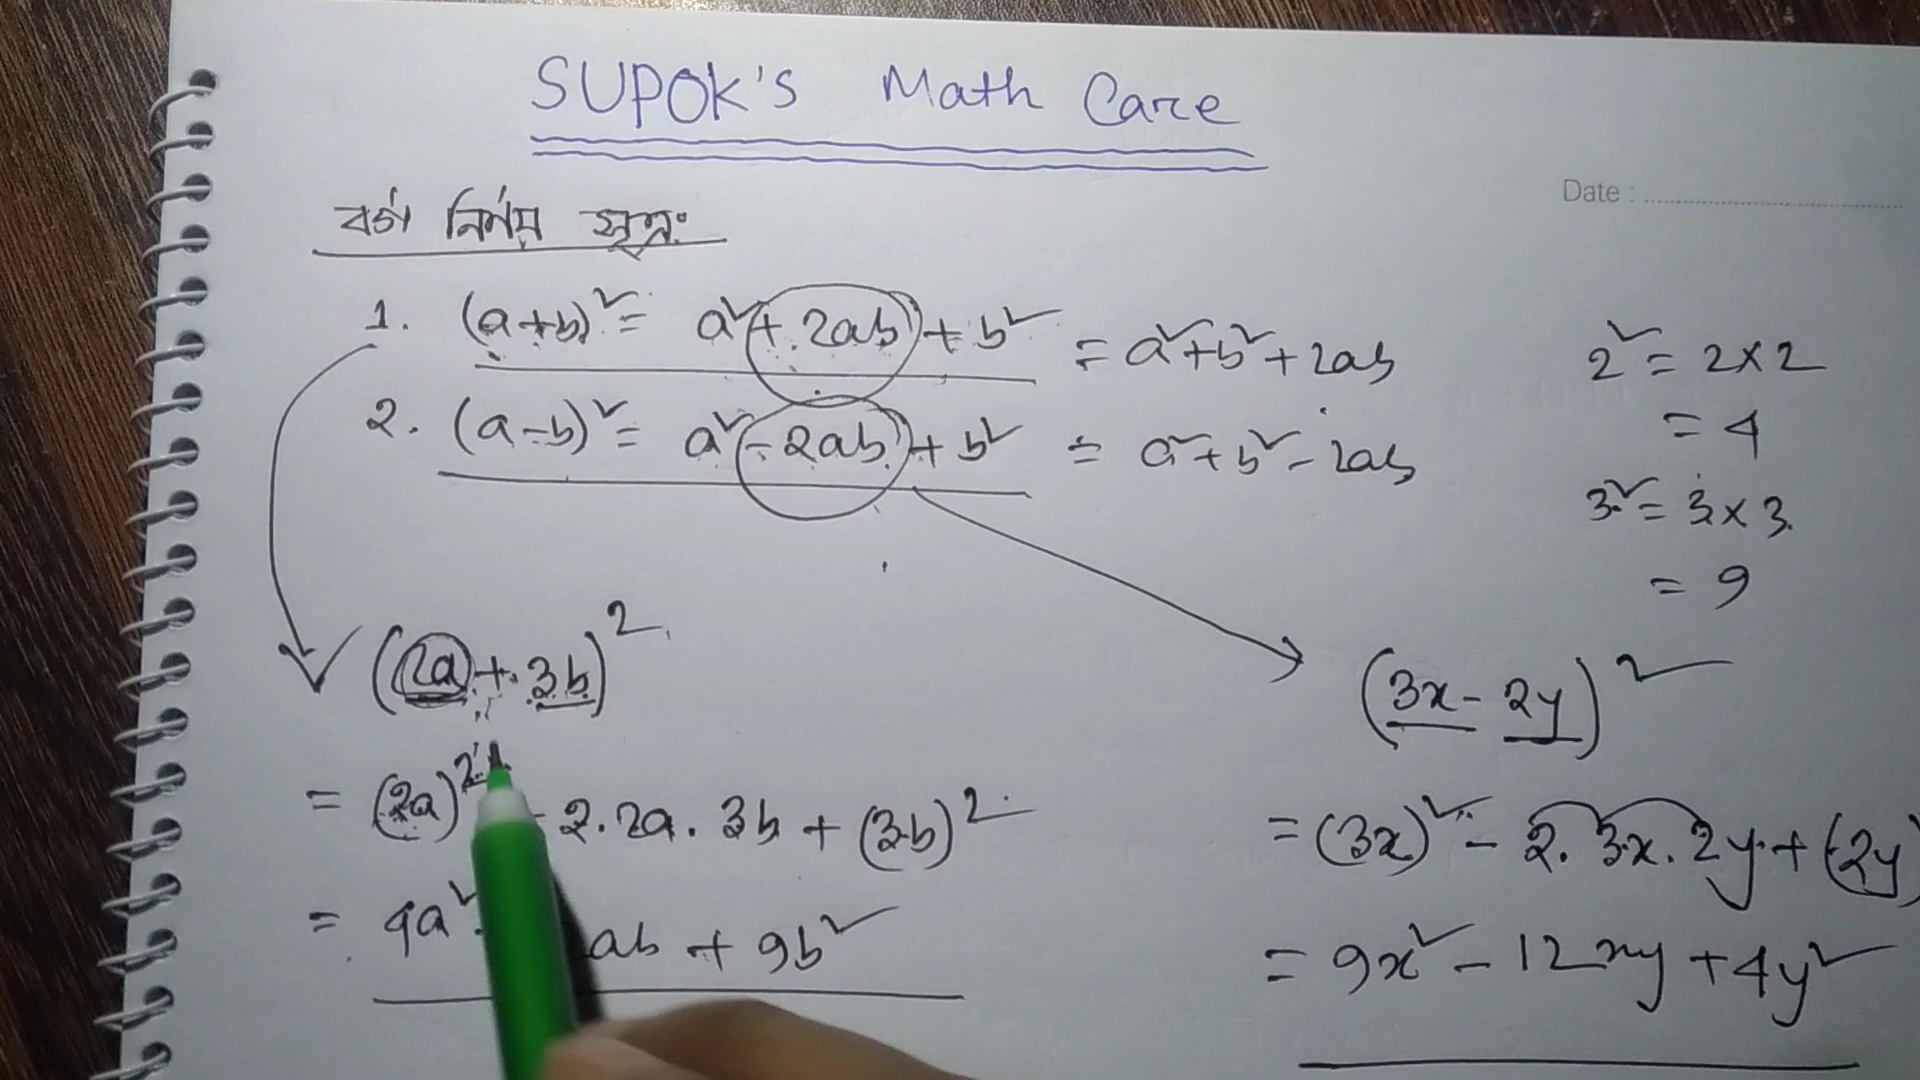 SUPOK'S Math Care
Date :
বর্গ নির্ণয় সূত্রঃ
1. (a+b)² = a² + 2ab + b² = a²+b²+2ab
2. (a-b)² = a² - 2ab + b² = a²+b²-2ab
2² = 2×2
= 4
3² = 3×3
= 9
(2a + 3b)²
= (2a)² 2.2a.3b + (3b)²
= 4a² ab + 9b²
(3x - 2y)²
= (3x)² - 2.3x.2y + (2y)
= 9x² - 12xy + 4y²